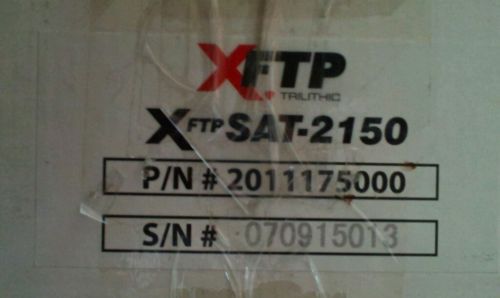 XFTP
TRILITHIC
XFTP SAT-2150
P/N # 2011175000
S/N # 070915013